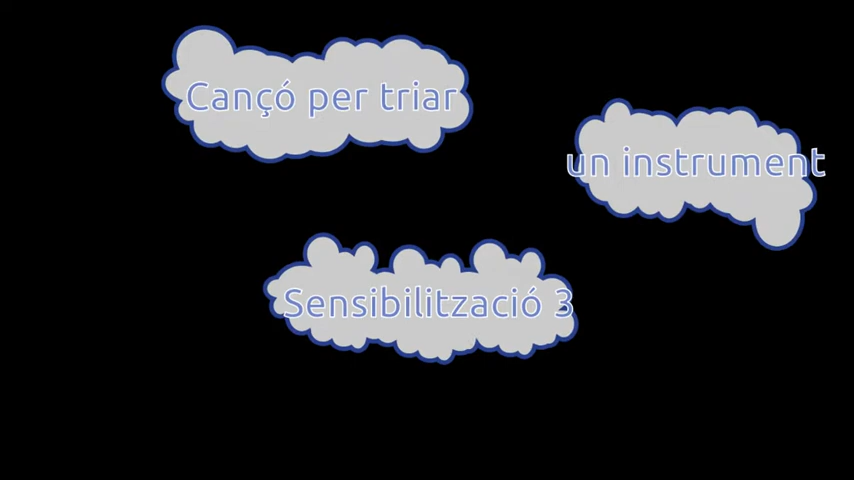 Cançó per triar
un instrument
Sensibilització 3